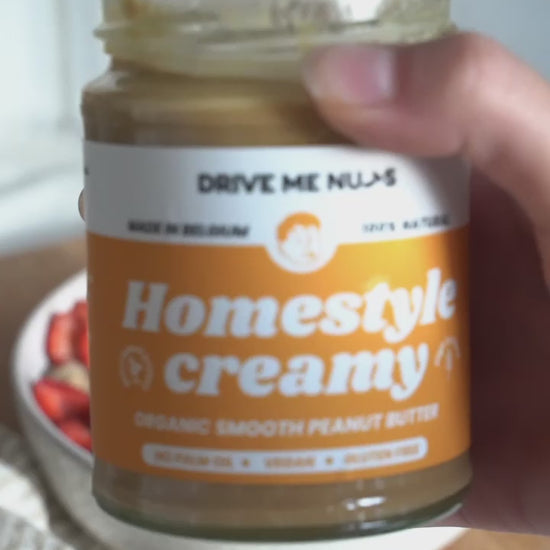 DRIVE ME NUTS
MADE IN BELGIUM 100% NATURAL
Homestyle
creamy
ORGANIC SMOOTH PEANUT BUTTER
NO PALM OIL VEGAN GLUTEN FREE